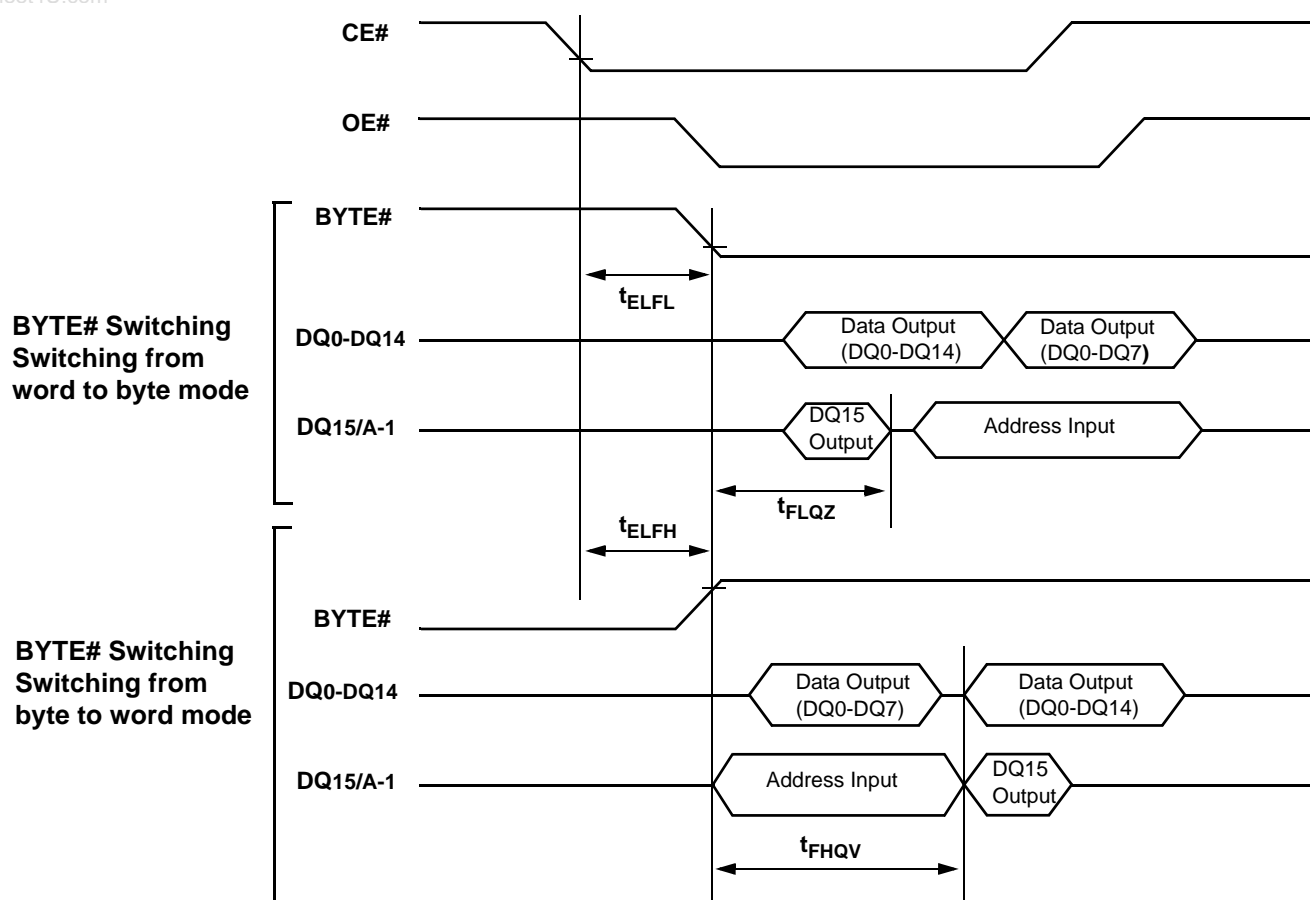 CE#
OE#
BYTE#
tELFL
BYTE# Switching
Switching from
word to byte mode
DQ0-DQ14
Data Output
(DQ0-DQ14)
Data Output
(DQ0-DQ7)
DQ15/A-1
DQ15
Output
Address Input
tFLQZ
tELFH
BYTE#
BYTE# Switching
Switching from
byte to word mode
DQ0-DQ14
Data Output
(DQ0-DQ7)
Data Output
(DQ0-DQ14)
DQ15/A-1
Address Input
DQ15
Output
tFHQV